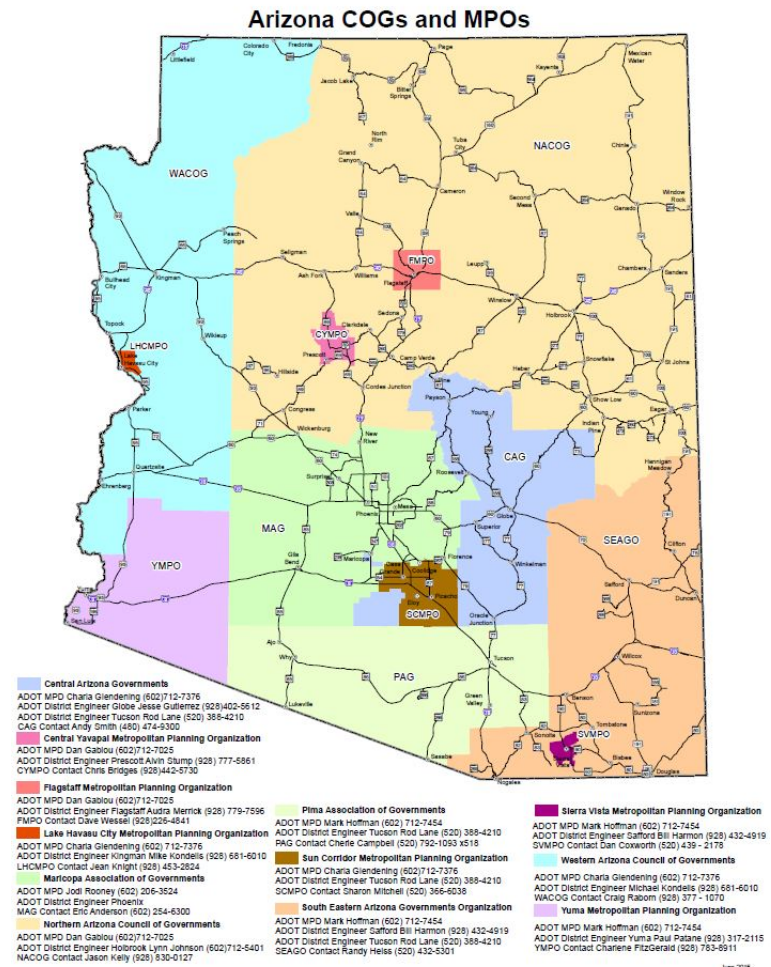 Arizona COGs and MPOs
Littlefield
Colorado
City
Fredonia
Page
Jacob Lake
Bitter
Springs
Kayenta
Mexican
Water
North
Rim
Tuba
City
NACOG
Chinle
Grand
Canyon
WACOG
Cameron
Second
Mesa
Window
Rock
Ganado
Valle
Peach
Springs
Seligman
FMPO
Leupp
Chambers
Sanders
Bullhead
City
Kingman
Ash Fork
Williams
Flagstaff
Winslow
Holbrook
Topock
Wikieup
CYMPO
Clarkdale
Sedona
LHCMPO
Lake
Havasu City
Prescott
Camp Verde
Snowflake
St Johns
Hillside
Cordes Junction
Pine
Payson
Heber
Show Low
Parker
Congress
Young
Eagar
Wickenburg
Indian
Pine
New
River
CAG
Hannigan
Meadow
Quartzsite
Ehrenberg
Surprise
Roosevelt
Phoenix
Mesa
Globe
SEAGO
MAG
Superior
Clifton
YMPO
Gila
Bend
Maricopa
Florence
Casa
Grande
Coolidge
Winkelman
Safford
Duncan
Yuma
San Luis
Eloy
Picacho
SCMPO
Oracle
Junction
Ajo
Why
Tucson
Willcox
PAG
Lukeville
Green
Valley
Benson
Tombstone
Sunizona
Sonoita
SVMPO
Sasabe
Bisbee
Douglas
Nogales
Central Arizona Governments
ADOT MPD Charla Glendening (602)712-7376
ADOT District Engineer Globe Jesse Gutierrez (928)402-5612
ADOT District Engineer Tucson Rod Lane (520) 388-4210
CAG Contact Andy Smith (480) 474-9300
Central Yavapai Metropolitan Planning Organization
ADOT MPD Dan Gabiou (602)712-7025
ADOT District Engineer Prescott Alvin Stump (928) 777-5861
CYMPO Contact Chris Bridges (928)442-5730
Flagstaff Metropolitan Planning Organization
ADOT MPD Dan Gabiou (602)712-7025
ADOT District Engineer Flagstaff Audra Merrick (928) 779-7596
FMPO Contact Dave Wessel (928)226-4841
Lake Havasu City Metropolitan Planning Organization
ADOT MPD Charla Glendening (602) 712-7376
ADOT District Engineer Kingman Mike Kondelis (928) 681-6010
LHCMPO Contact Jean Knight (928) 453-2824
Maricopa Association of Governments
ADOT MPD Jodi Rooney (602) 206-3524
ADOT District Engineer Phoenix
MAG Contact Eric Anderson (602) 254-6300
Northern Arizona Council of Governments
ADOT MPD Dan Gabiou (602)712-7025
ADOT District Engineer Holbrook Lynn Johnson (602)712-5401
NACOG Contact Jason Kelly (928) 830-0127
Pima Association of Governments
ADOT MPD Mark Hoffman (602) 712-7454
ADOT District Engineer Tucson Rod Lane (520) 388-4210
PAG Contact Cherie Campbell (520) 792-1093 x518
Sun Corridor Metropolitan Planning Organization
ADOT MPD Charla Glendening (602)712-7376
ADOT District Engineer Tucson Rod Lane (520) 388-4210
SCMPO Contact Sharon Mitchell (520) 366-6038
South Eastern Arizona Governments Organization
ADOT MPD Mark Hoffman (602) 712-7454
ADOT District Engineer Safford Bill Harmon (928) 432-4919
ADOT District Engineer Tucson Rod Lane (520) 388-4210
SEAGO Contact Randy Heiss (520) 432-5301
Sierra Vista Metropolitan Planning Organization
ADOT MPD Mark Hoffman (602) 712-7454
ADOT District Engineer Safford Bill Harmon (928) 432-4919
SVMPO Contact Dan Coxworth (520) 439 - 2178
Western Arizona Council of Governments
ADOT MPD Charla Glendening (602) 712-7376
ADOT District Engineer Michael Kondelis (928) 681-6010
WACOG Contact Craig Raborn (928) 377 - 1070
Yuma Metropolitan Planning Organization
ADOT MPD Mark Hoffman (602) 712-7454
ADOT District Engineer Yuma Paul Patane (928) 317-2115
YMPO Contact Charlene FitzGerald (928) 783-8911